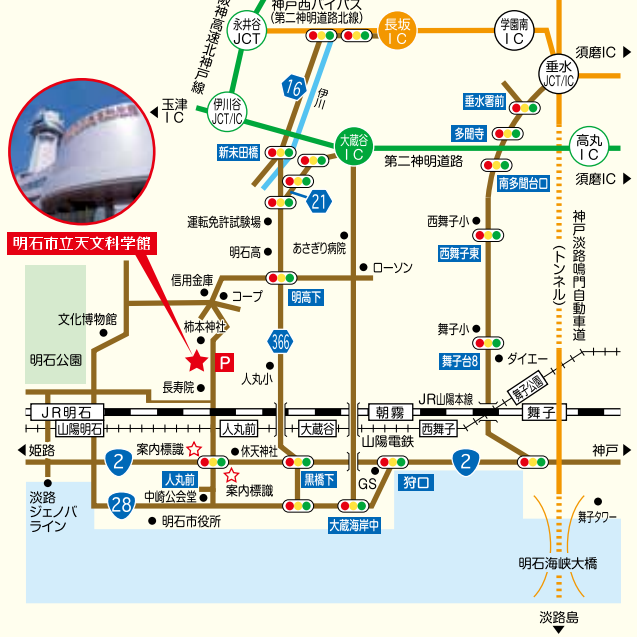 神戸西バイパス
（第二神明道路北線）
阪神高速北神戸線
永井谷
JCT
長坂
IC
学園南
IC
須磨IC
垂水
JCT/IC
16
伊川
玉津
IC
伊川谷
JCT/IC
垂水署前
多聞寺
新未田橋
大蔵谷
IC
第二神明道路
高丸
IC
南多聞台口
須磨IC
21
運転免許試験場
西舞子小
神戸淡路鳴門自動車道
（トンネル）
明石市立天文科学館
明石高
あさぎり病院
西舞子東
ローソン
信用金庫
コープ
明高下
文化博物館
柿本神社
366
舞子小
明石公園
P
舞子台8
ダイエー
人丸小
長寿院
舞子公園
JR山陽本線
JR明石
朝霧
舞子
山陽明石
人丸前
大蔵谷
山陽電鉄
西舞子
姫路
案内標識
休天神社
神戸
2
2
人丸前
案内標識
黒橋下
GS
狩口
淡路
ジェノバ
ライン
28
中崎公会堂
明石市役所
大蔵海岸中
舞子タワー
明石海峡大橋
淡路島